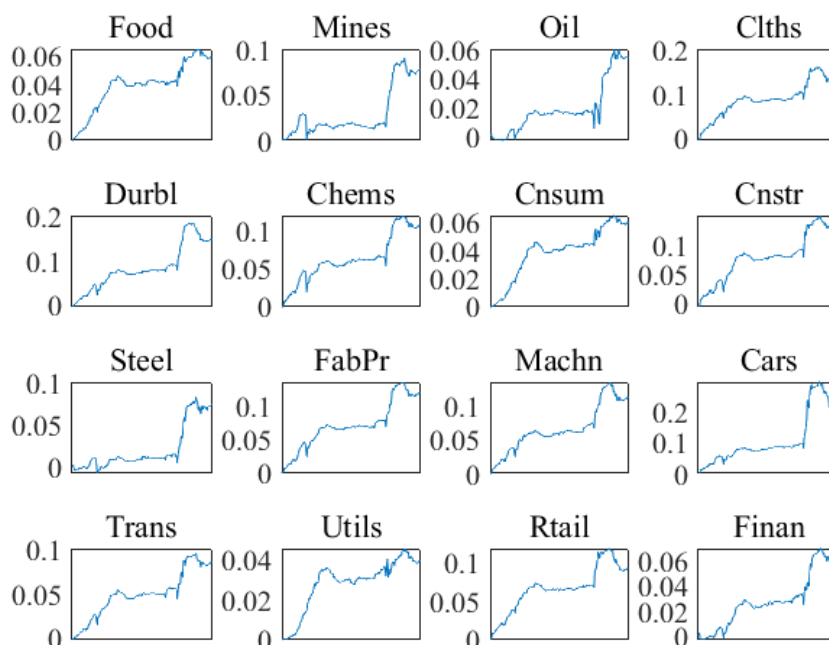 Food Mines Oil Clths
0.06 0.04 0.02 0
0.1 0.05 0
0.06 0.04 0.02 0
0.2 0.1 0
Durbl Chems Cnsum Cnstr
0.2 0.1 0
0.1 0.05 0
0.06 0.04 0.02 0
0.1 0.05 0
Steel FabPr Machn Cars
0.1 0.05 0
0.1 0.05 0
0.1 0.05 0
0.2 0.1 0
Trans Utils Rtail Finan
0.1 0.05 0
0.04 0.02 0
0.1 0.05 0
0.06 0.04 0.02 0